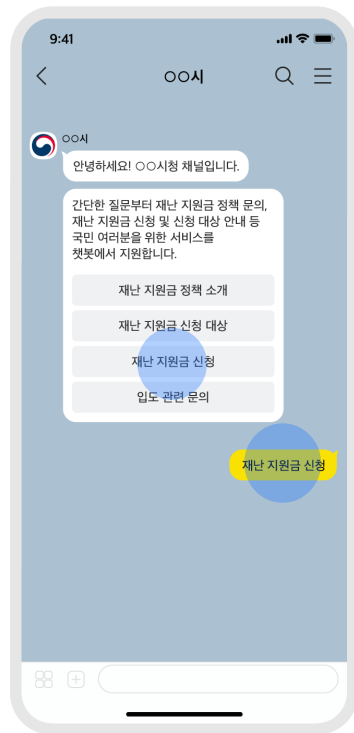 9:41
○○시
○○시
안녕하세요! ○○시청 채널입니다.
간단한 질문부터 재난 지원금 정책 문의,
재난 지원금 신청 및 신청 대상 안내 등
국민 여러분을 위한 서비스를
챗봇에서 지원합니다.
재난 지원금 정책 소개
재난 지원금 신청 대상
재난 지원금 신청
입도 관련 문의
재난 지원금 신청